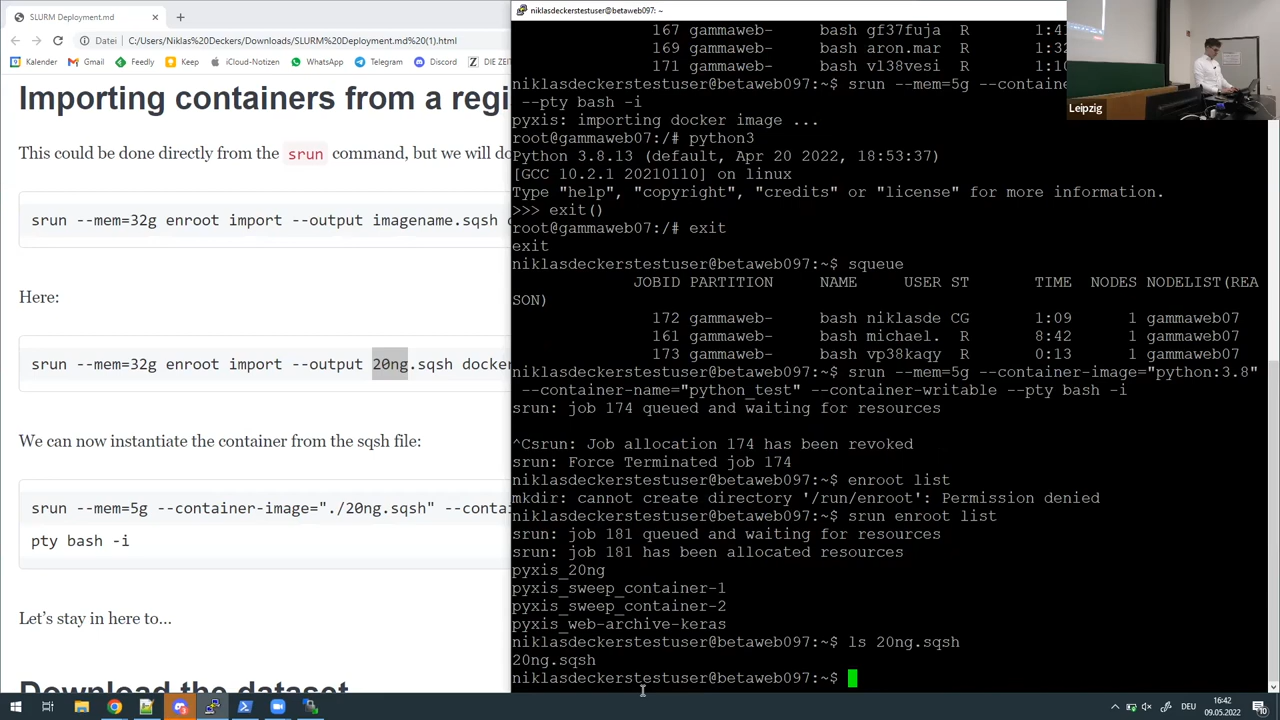 SLURM Deployment.md
Datei
C:/Users/Niklas%20Deckers/Downloads/SLURM%20Deployment.md%20(1).html
Kalender
Gmail
Feedly
Keep
iCloud-Notizen
WhatsApp
Telegram
Discord
DIE ZEI
Importing containers from a regi
This could be done directly from the srun command, but we will do
srun --mem=32g enroot import --output imagename.sqsh d
Here:
srun --mem=32g enroot import --output 20ng.sqsh docker
We can now instantiate the container from the sqsh file:
srun --mem=5g --container-image="./20ng.sqsh" --conta
pty bash -i
Let's stay in here to…
Download the dataset
niklasdeckerstestuser@betaweb097: ~
167 gammaweb- bash gf37fuja R 1:41
169 gammaweb- bash aron.mar R 1:32
171 gammaweb- bash vl38vesi R 1:10
niklasdeckerstestuser@betaweb097:~$ srun --mem=5g --container
--pty bash -i
pyxis: importing docker image ...
root@gammaweb07:/# python3
Python 3.8.13 (default, Apr 20 2022, 18:53:37)
[GCC 10.2.1 20210110] on linux
Type "help", "copyright", "credits" or "license" for more information.
>>> exit()
root@gammaweb07:/# exit
exit
niklasdeckerstestuser@betaweb097:~$ squeue
JOBID PARTITION NAME USER ST TIME NODES NODELIST(REA
SON)
172 gammaweb- bash niklasde CG 1:09 1 gammaweb07
161 gammaweb- bash michael. R 8:42 1 gammaweb07
173 gammaweb- bash vp38kaqy R 0:13 1 gammaweb07
niklasdeckerstestuser@betaweb097:~$ srun --mem=5g --container-image="python:3.8"
--container-name="python_test" --container-writable --pty bash -i
srun: job 174 queued and waiting for resources
^Csrun: Job allocation 174 has been revoked
srun: Force Terminated job 174
niklasdeckerstestuser@betaweb097:~$ enroot list
mkdir: cannot create directory '/run/enroot': Permission denied
niklasdeckerstestuser@betaweb097:~$ srun enroot list
srun: job 181 queued and waiting for resources
srun: job 181 has been allocated resources
pyxis_20ng
pyxis_sweep_container-1
pyxis_sweep_container-2
pyxis_web-archive-keras
niklasdeckerstestuser@betaweb097:~$ ls 20ng.sqsh
20ng.sqsh
niklasdeckerstestuser@betaweb097:~$
Leipzig
DEU
16:42
09.05.2022
10